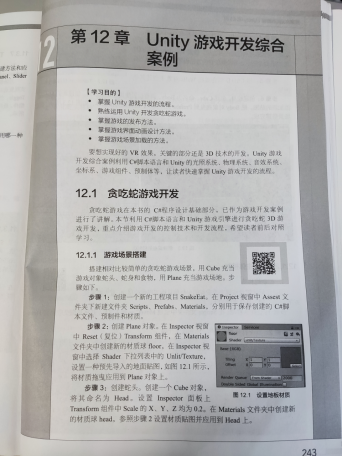 第 12 章 Unity 游戏开发综合
案例
【学习目的】
● 掌握 Unity 游戏开发的流程。
● 熟练运用 Unity 开发贪吃蛇游戏。
● 掌握游戏的发布方法。
● 掌握游戏界面动画设计方法。
● 掌握游戏场景加载的方法。
要想实现好的 VR 效果，关键的部分还是 3D 技术的开发。Unity 游戏
开发综合案例利用 C#脚本语言和 Unity 的光照系统、物理系统、音效系统、
坐标系、游戏组件、预制体等，让读者快速掌握 Unity 游戏开发的流程。
12.1 贪吃蛇游戏开发
贪吃蛇游戏在本书的 C#程序设计基础部分，已作为游戏开发案例
进行了讲解。本节利用 C#脚本语言和 Unity 游戏引擎进行贪吃蛇 3D 游
戏开发，重点介绍游戏开发的控制技术和开发流程。希望读者前后对照
学习。
12.1.1 游戏场景搭建
搭建相对比较简单的贪吃蛇游戏场景，用 Cube 充当
游戏对象蛇头、蛇身和食物，用 Plane 充当游戏场地，步
骤如下。
步骤 1：创建一个新的工程项目 SnakeEat。在 Project 视窗中 Assest 文
件夹下新建文件夹 Scripts、Prefabs、Materials，分别用于保存创建的 C#脚
本文件、预制件和材质。
步骤 2：创建 Plane 对象。在 Inspector 视窗
中 Reset（复位）Transform 组件。在 Materials
文件夹中创建新的材质球 floor。在 Inspector 视
窗中选择 Shader 下拉列表中的 Unlit/Texture，
设置一种预先导入的地面贴图，如图 12.1 所示。
将材质拖曳应用到 Plane 对象上。
图 12.1 设置地板材质
步骤 3：创建蛇头。创建一个 Cube 对象，
将其命名为 Head。设置 Inspector 面板上
Transform 组件中 Scale 的 X、Y、Z 均为 0.2。在 Materials 文件夹中创建新
的材质球 head。参照步骤 2 设置材质并应用到 Head 上。
243